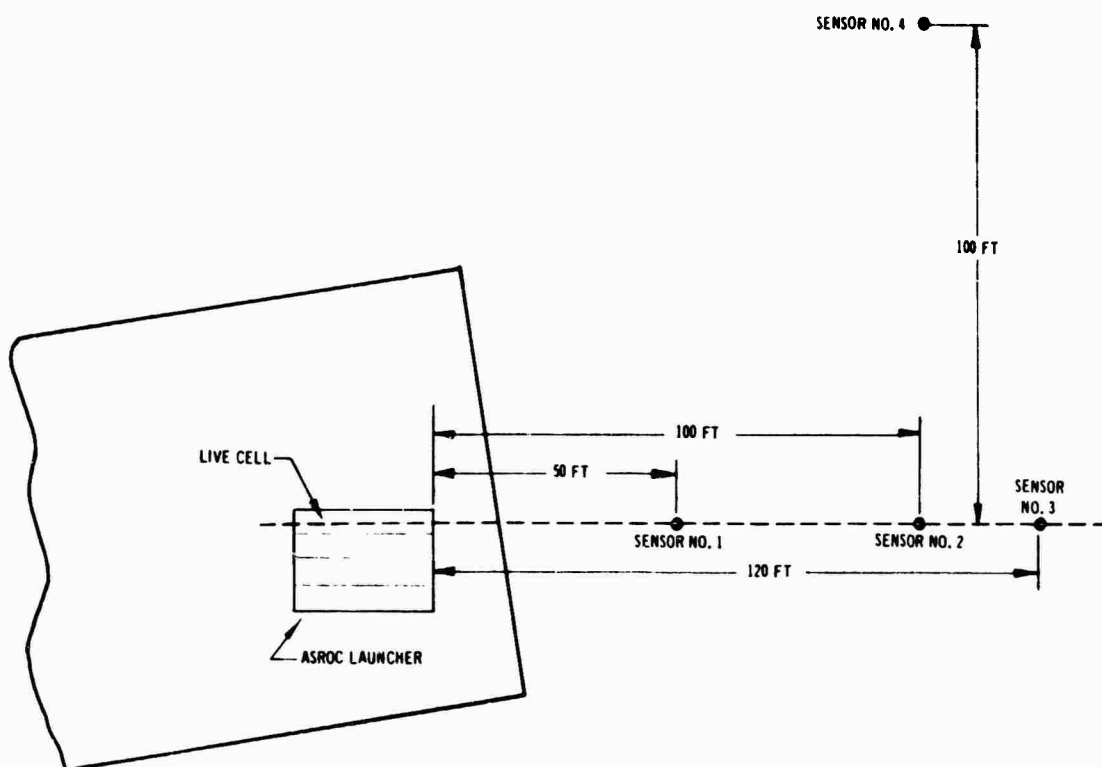 SENSOR NO. 4
100 FT
100 FT
LIVE CELL
50 FT
SENSOR
NO. 3
SENSOR NO. 1
SENSOR NO. 2
120 FT
ASROC LAUNCHER